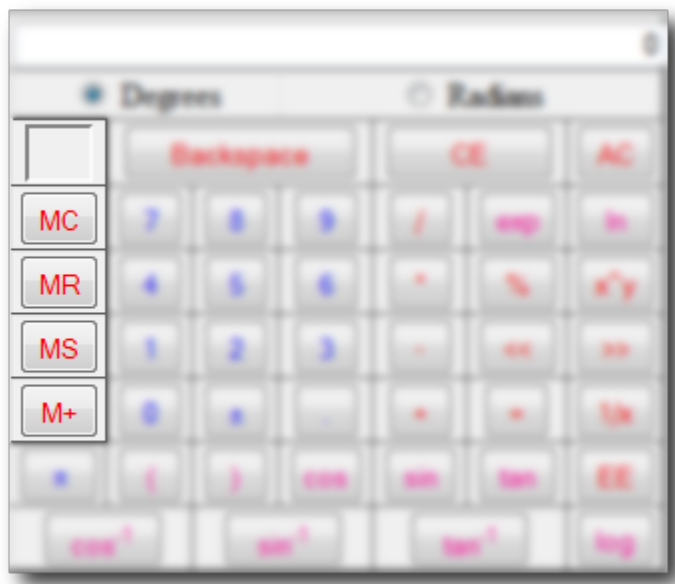 Degrees Radians
Backspace CE AC
MC 7 8 9 / exp ln
MR 4 5 6 * % x^y
MS 1 2 3 - << >>
M+ 0 ± . + = 1/x
( ) cos sin tan EE
cos⁻¹ sin⁻¹ tan⁻¹ log